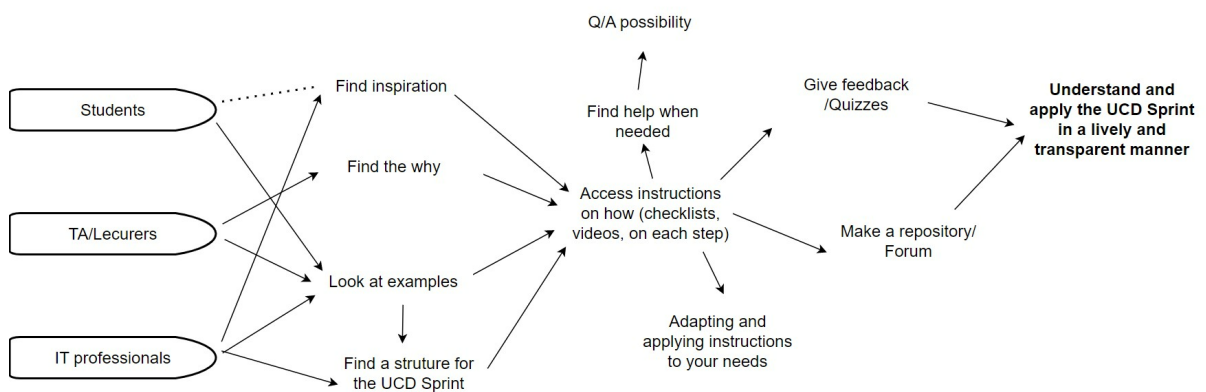 Q/A possibility
Students
Find inspiration
Find help when
needed
Give feedback
/Quizzes
Understand and
apply the UCD Sprint
in a lively and
transparent manner
Find the why
Access instructions
on how (checklists,
videos, on each step)
TA/Lecurers
Make a repository/
Forum
Look at examples
Adapting and
applying instructions
to your needs
IT professionals
Find a struture for
the UCD Sprint